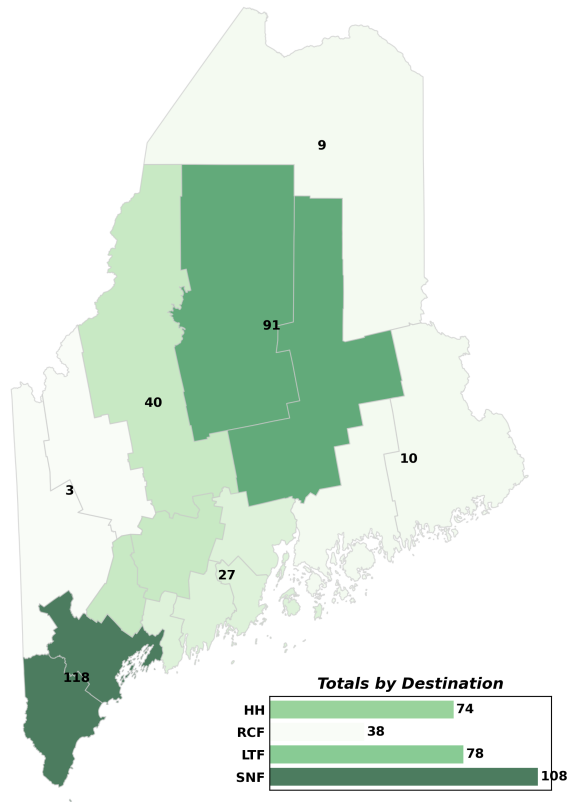 9
91
40
10
3
27
118
Totals by Destination
HH 74
RCF 38
LTF 78
SNF 108